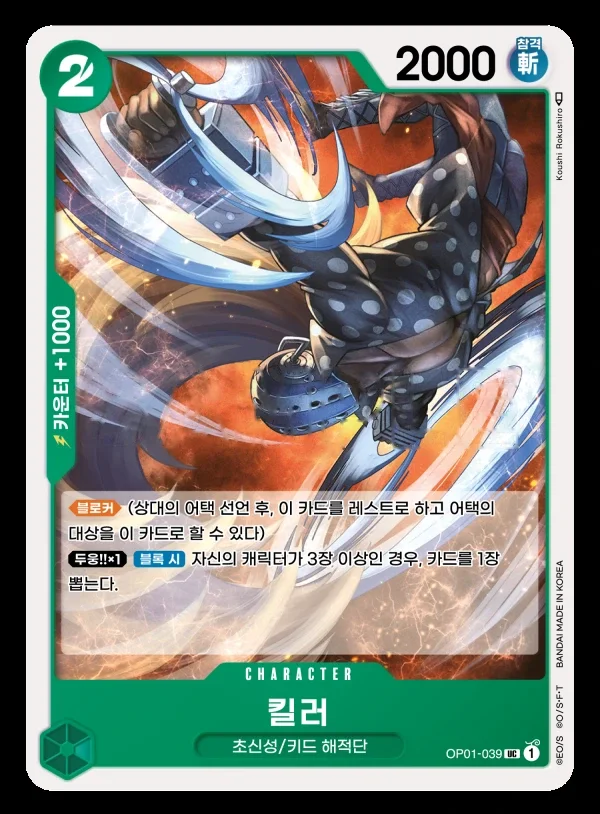 2
2000
참격
斬
Koushi Rokushiro
카운터 +1000
블로커 (상대의 어택 선언 후, 이 카드를 레스트로 하고 어택의
대상을 이 카드로 할 수 있다)
두웅!!×1 블록 시 자신의 캐릭터가 3장 이상인 경우, 카드를 1장
뽑는다.
CHARACTER
킬러
초신성/키드 해적단
OP01-039 UC 1
©EO/S ©O/S·F·T BANDAI MADE IN KOREA